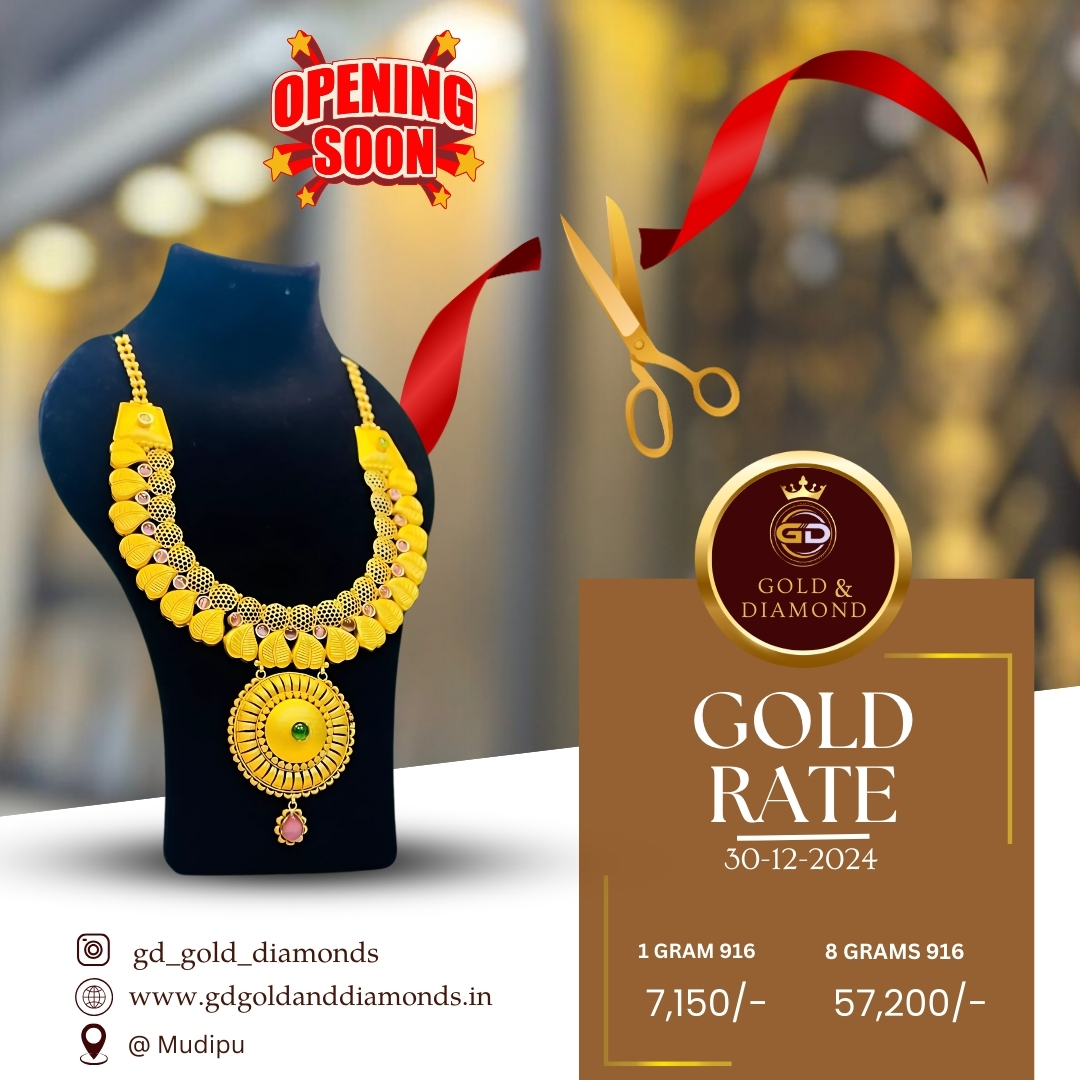 OPENING
SOON
GD
GOLD &
DIAMOND
GOLD
RATE
30-12-2024
1 GRAM 916
8 GRAMS 916
7,150/-
57,200/-
gd_gold_diamonds
www.gdgoldanddiamonds.in
@ Mudipu